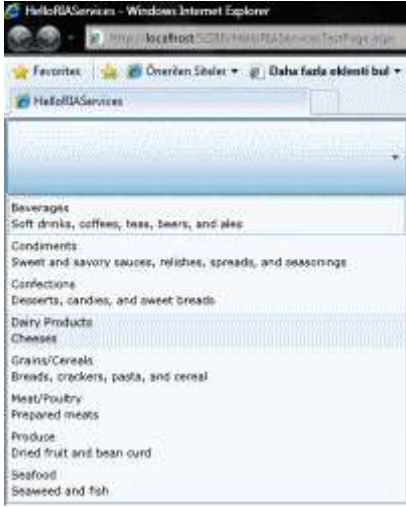 HelloRIAServices - Windows Internet Explorer
http://localhost
Favoriten Önerilen Siteler Daha fazla eklenti bul
HelloRIAServices
Beverages
Soft drinks, coffees, teas, beers, and ales
Condiments
Sweet and savory sauces, relishes, spreads, and seasonings
Confections
Desserts, candies, and sweet breads
Dairy Products
Cheeses
Grains/Cereals
Breads, crackers, pasta, and cereal
Meat/Poultry
Prepared meats
Produce
Dried fruit and bean curd
Seafood
Seaweed and fish